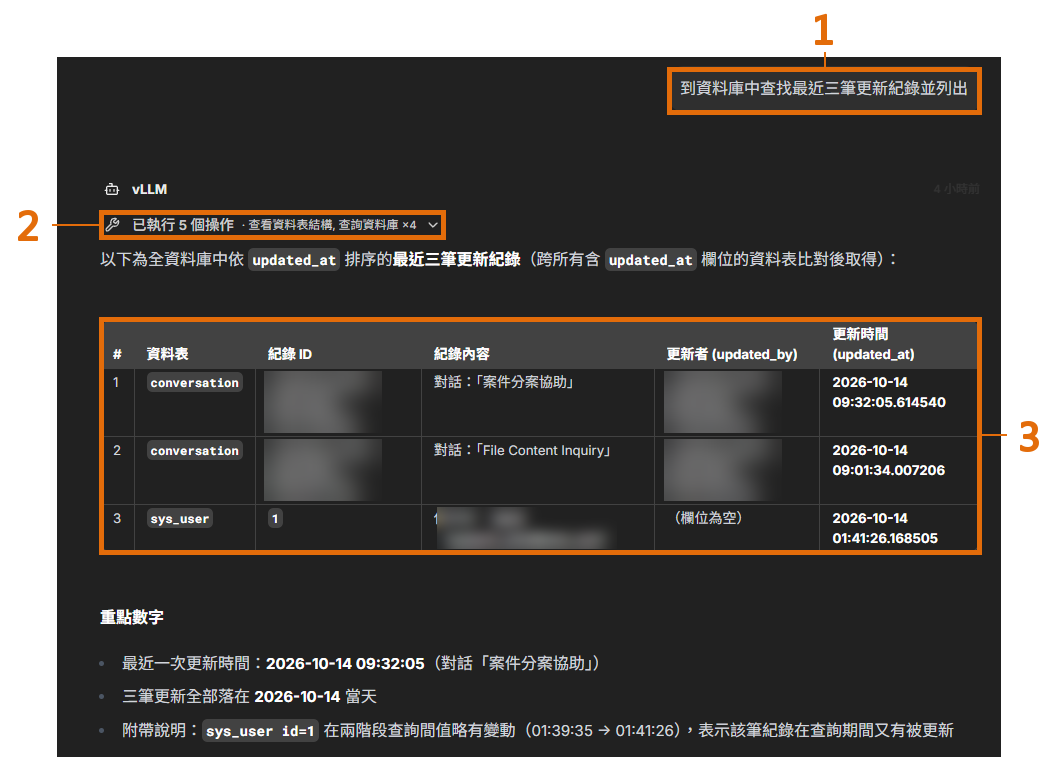 1
到資料庫中查找最近三筆更新紀錄並列出
vLLM
4 小時前
2
已執行 5 個操作 · 查看資料表結構, 查詢資料庫 ×4
以下為全資料庫中依 updated_at 排序的最近三筆更新紀錄（跨所有含 updated_at 欄位的資料表比對後取得）：
# 資料表 紀錄 ID 紀錄內容 更新者 (updated_by) 更新時間 (updated_at)
1 conversation 對話：「案件分案協助」 2026-10-14
09:32:05.614540
2 conversation 對話：「File Content Inquiry」 2026-10-14
09:01:34.007206
3 sys_user 1 （欄位為空） 2026-10-14
01:41:26.168505
3
重點數字
• 最近一次更新時間：2026-10-14 09:32:05（對話「案件分案協助」）
• 三筆更新全部落在 2026-10-14 當天
• 附帶說明：sys_user id=1 在兩階段查詢間值略有變動（01:39:35 → 01:41:26），表示該筆紀錄在查詢期間又有被更新